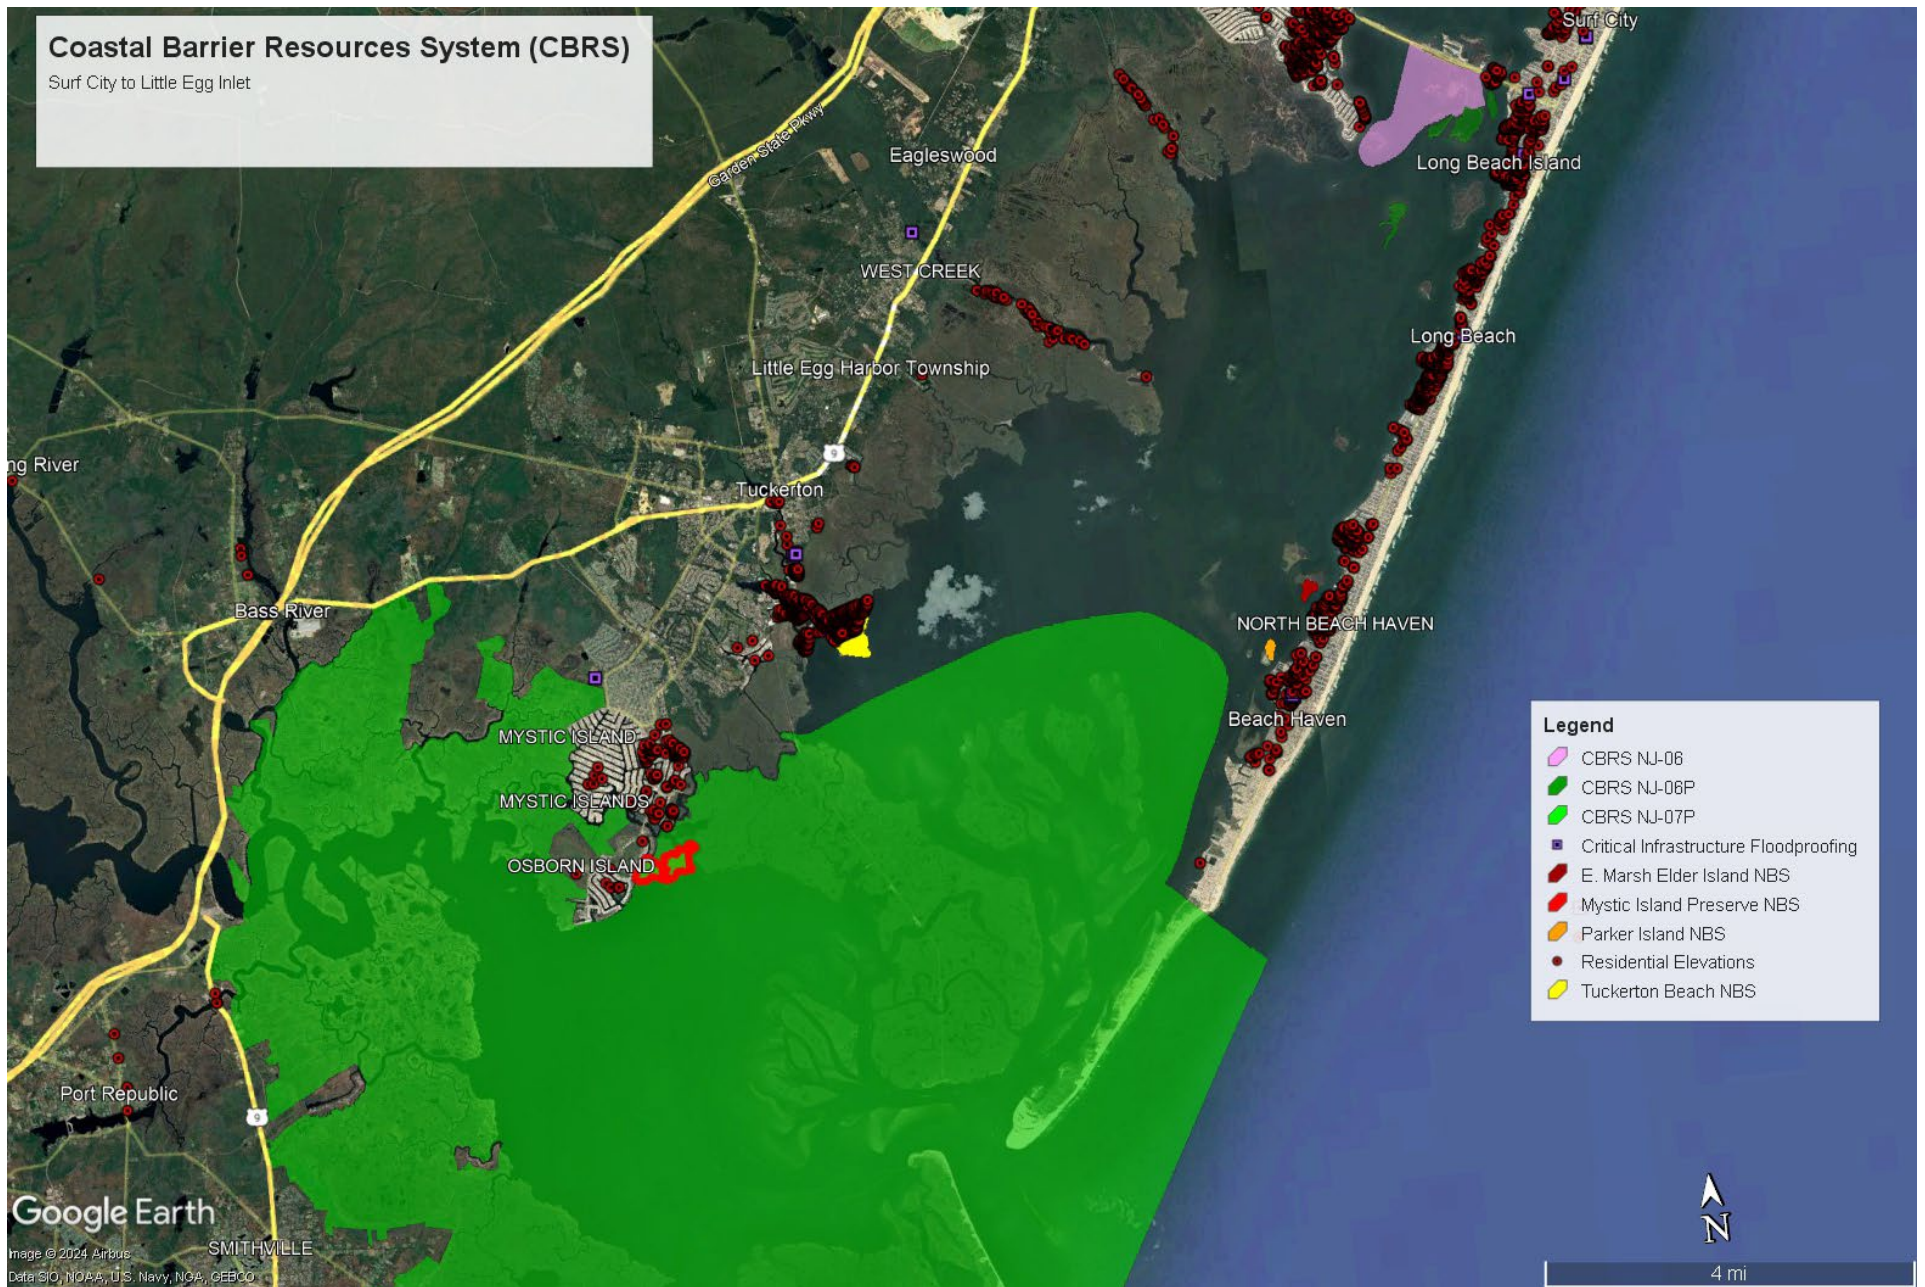 Coastal Barrier Resources System (CBRS)
Surf City to Little Egg Inlet
Surf City
Garden State Pkwy
Eagleswood
Long Beach Island
WEST CREEK
Long Beach
Little Egg Harbor Township
ng River
9
Tuckerton
Bass River
NORTH BEACH HAVEN
Beach Haven
MYSTIC ISLAND
MYSTIC ISLANDS
OSBORN ISLAND
Legend
CBRS NJ-06
CBRS NJ-06P
CBRS NJ-07P
Critical Infrastructure Floodproofing
E. Marsh Elder Island NBS
Mystic Island Preserve NBS
Parker Island NBS
Residential Elevations
Tuckerton Beach NBS
Port Republic
9
Google Earth
Image © 2024 Airbus
SMITHVILLE
Data SIO, NOAA, U.S. Navy, NGA, GEBCO
N
4 mi